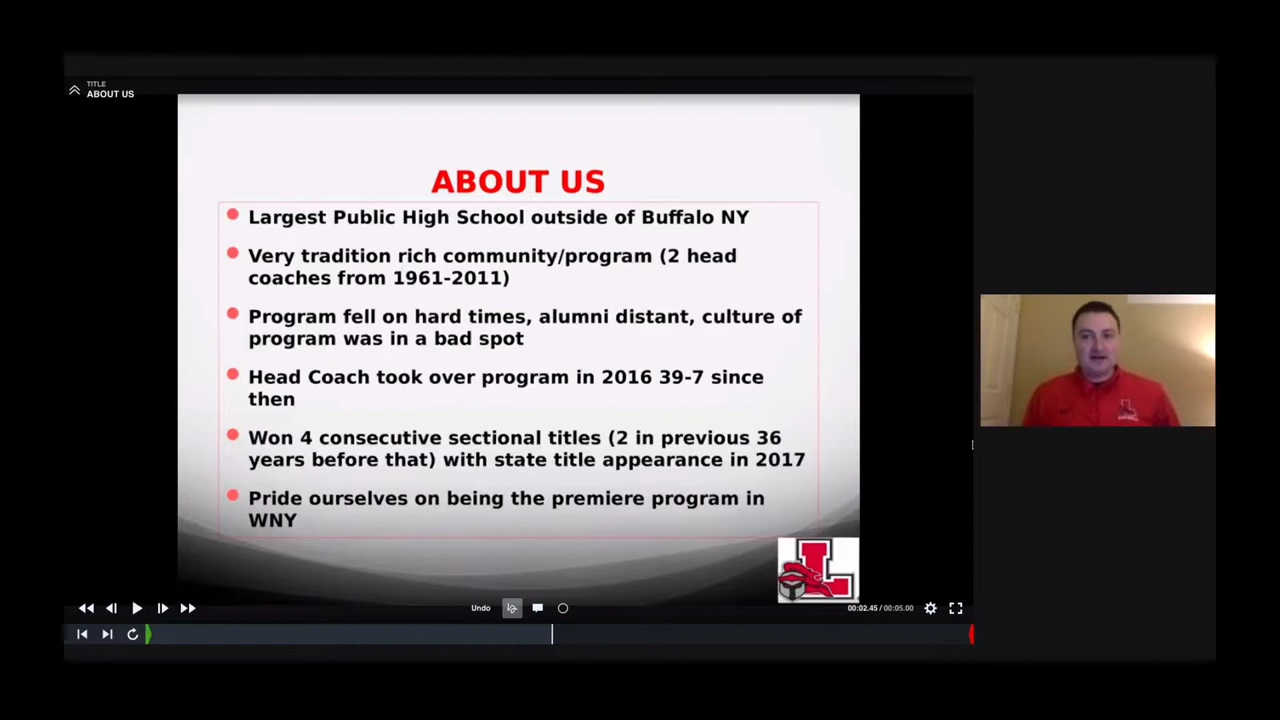 TITLE
ABOUT US
ABOUT US
Largest Public High School outside of Buffalo NY
Very tradition rich community/program (2 head
coaches from 1961-2011)
Program fell on hard times, alumni distant, culture of
program was in a bad spot
Head Coach took over program in 2016 39-7 since
then
Won 4 consecutive sectional titles (2 in previous 36
years before that) with state title appearance in 2017
Pride ourselves on being the premiere program in
WNY
L
Undo
00:02.45 / 00:05.00